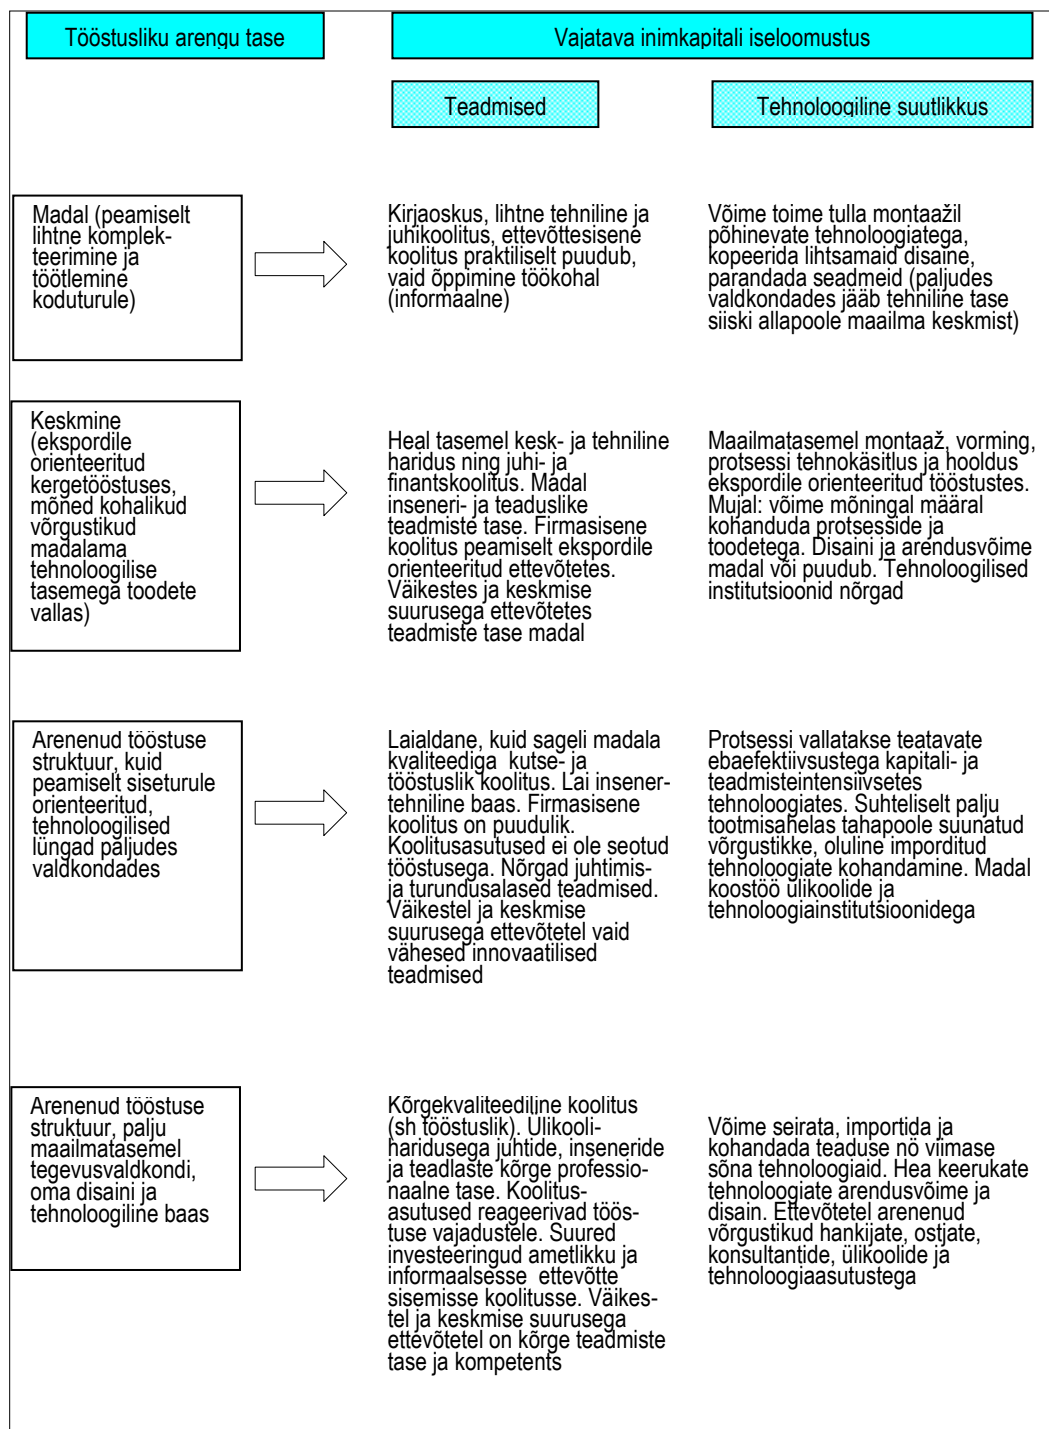 Tööstusliku arengu tase
Vajatava inimkapitali iseloomustus
Teadmised
Tehnoloogiline suutlikkus
Madal (peamiselt
lihtne komplek-
teerimine ja
töötlemine
koduturule)
Kirjaoskus, lihtne tehniline ja
juhikoolitus, ettevõttesisene
koolitus praktiliselt puudub,
vaid õppimine töökohal
(informaalne)
Võime toime tulla montaažil
põhinevate tehnoloogiatega,
kopeerida lihtsamaid disaine,
parandada seadmeid (paljudes
valdkondades jääb tehniline tase
siiski allapoole maailma keskmist)
Keskmine
(ekspordile
orienteeritud
kergetööstuses,
mõned kohalikud
võrgustikud
madalama
tehnoloogilise
tasemega toodete
vallas)
Heal tasemel kesk- ja tehniline
haridus ning juhi- ja
finantskoolitus. Madal
inseneri- ja teaduslike
teadmiste tase. Firmasisene
koolitus peamiselt ekspordile
orienteeritud ettevõtetes.
Väikestes ja keskmise
suurusega ettevõtetes
teadmiste tase madal
Maailmatasemel montaaž, vorming,
protsessi tehnokäsitlus ja hooldus
ekspordile orienteeritud tööstustes.
Mujal: võime mõningal määral
kohanduda protsesside ja
toodetega. Disaini ja arendusvõime
madal või puudub. Tehnoloogilised
institutsioonid nõrgad
Arenenud tööstuse
struktuur, kuid
peamiselt siseturule
orienteeritud,
tehnoloogilised
lüngad paljudes
valdkondades
Laialdane, kuid sageli madala
kvaliteediga  kutse- ja
tööstuslik koolitus. Lai insener-
tehniline baas. Firmasisene
koolitus on puudulik.
Koolitusasutused ei ole seotud
tööstusega. Nõrgad juhtimis-
ja turundusalased teadmised.
Väikestel ja keskmise
suurusega ettevõtetel vaid
vähesed innovaatilised
teadmised
Protsessi vallatakse teatavate
ebaefektiivsustega kapitali- ja
teadmisteintensiivsetes
tehnoloogiates. Suhteliselt palju
tootmisahelas tahapoole suunatud
võrgustikke, oluline imporditud
tehnoloogiate kohandamine. Madal
koostöö ülikoolide ja
tehnoloogiainstitutsioonidega
Arenenud tööstuse
struktuur, palju
maailmatasemel
tegevusvaldkondi,
oma disaini ja
tehnoloogiline baas
Kõrgekvaliteediline koolitus
(sh tööstuslik). Ülikooli-
haridusega juhtide, inseneride
ja teadlaste kõrge professio-
naalne tase. Koolitus-
asutused reageerivad töös-
tuse vajadustele. Suured
investeeringud ametlikku ja
informaalsesse  ettevõtte
sisemisse koolitusse. Väikes-
tel ja keskmise suurusega
ettevõtetel on kõrge teadmiste
tase ja kompetents
Võime seirata, importida ja
kohandada teaduse nö viimase
sõna tehnoloogiaid. Hea keerukate
tehnoloogiate arendusvõime ja
disain. Ettevõtetel arenenud
võrgustikud hankijate, ostjate,
konsultantide, ülikoolide ja
tehnoloogiaasutustega